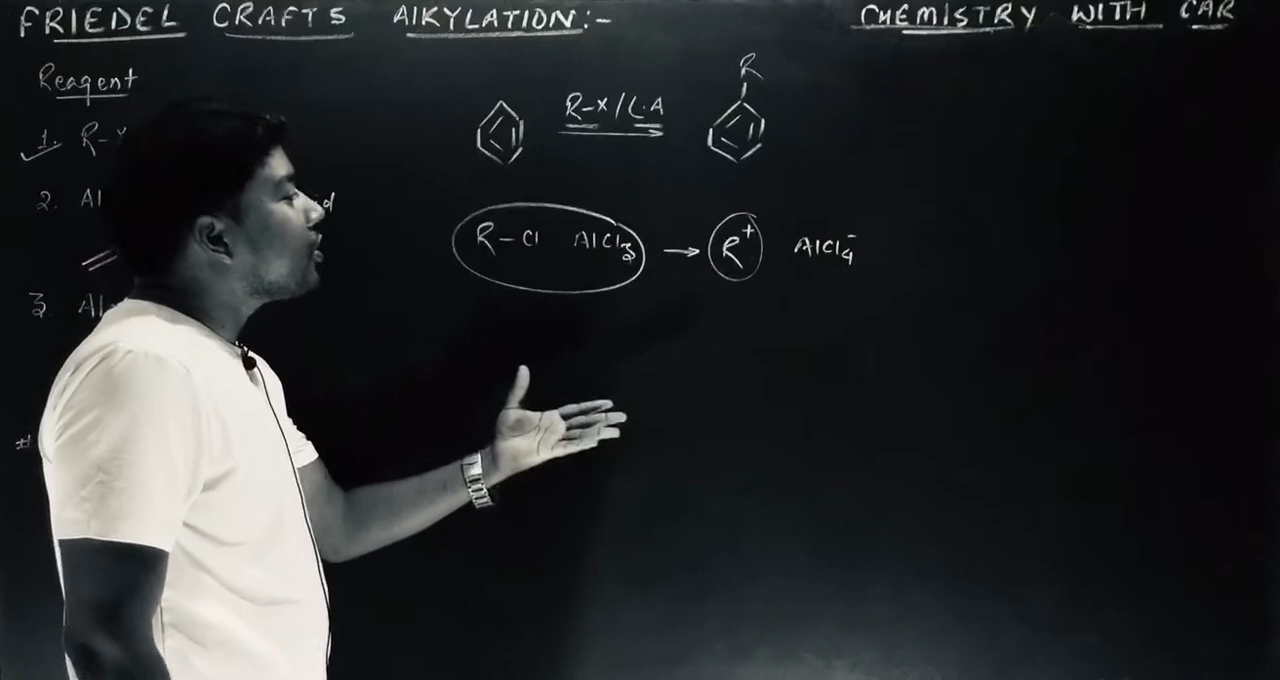 FRIEDEL CRAFTS AlKYLATION:-
CHEMISTRY WITH CAR
Reagent
1. R-X
2. Al
3 Al
#
R-X/L.A
R
R-Cl AlCl3 → R+ AlCl4-